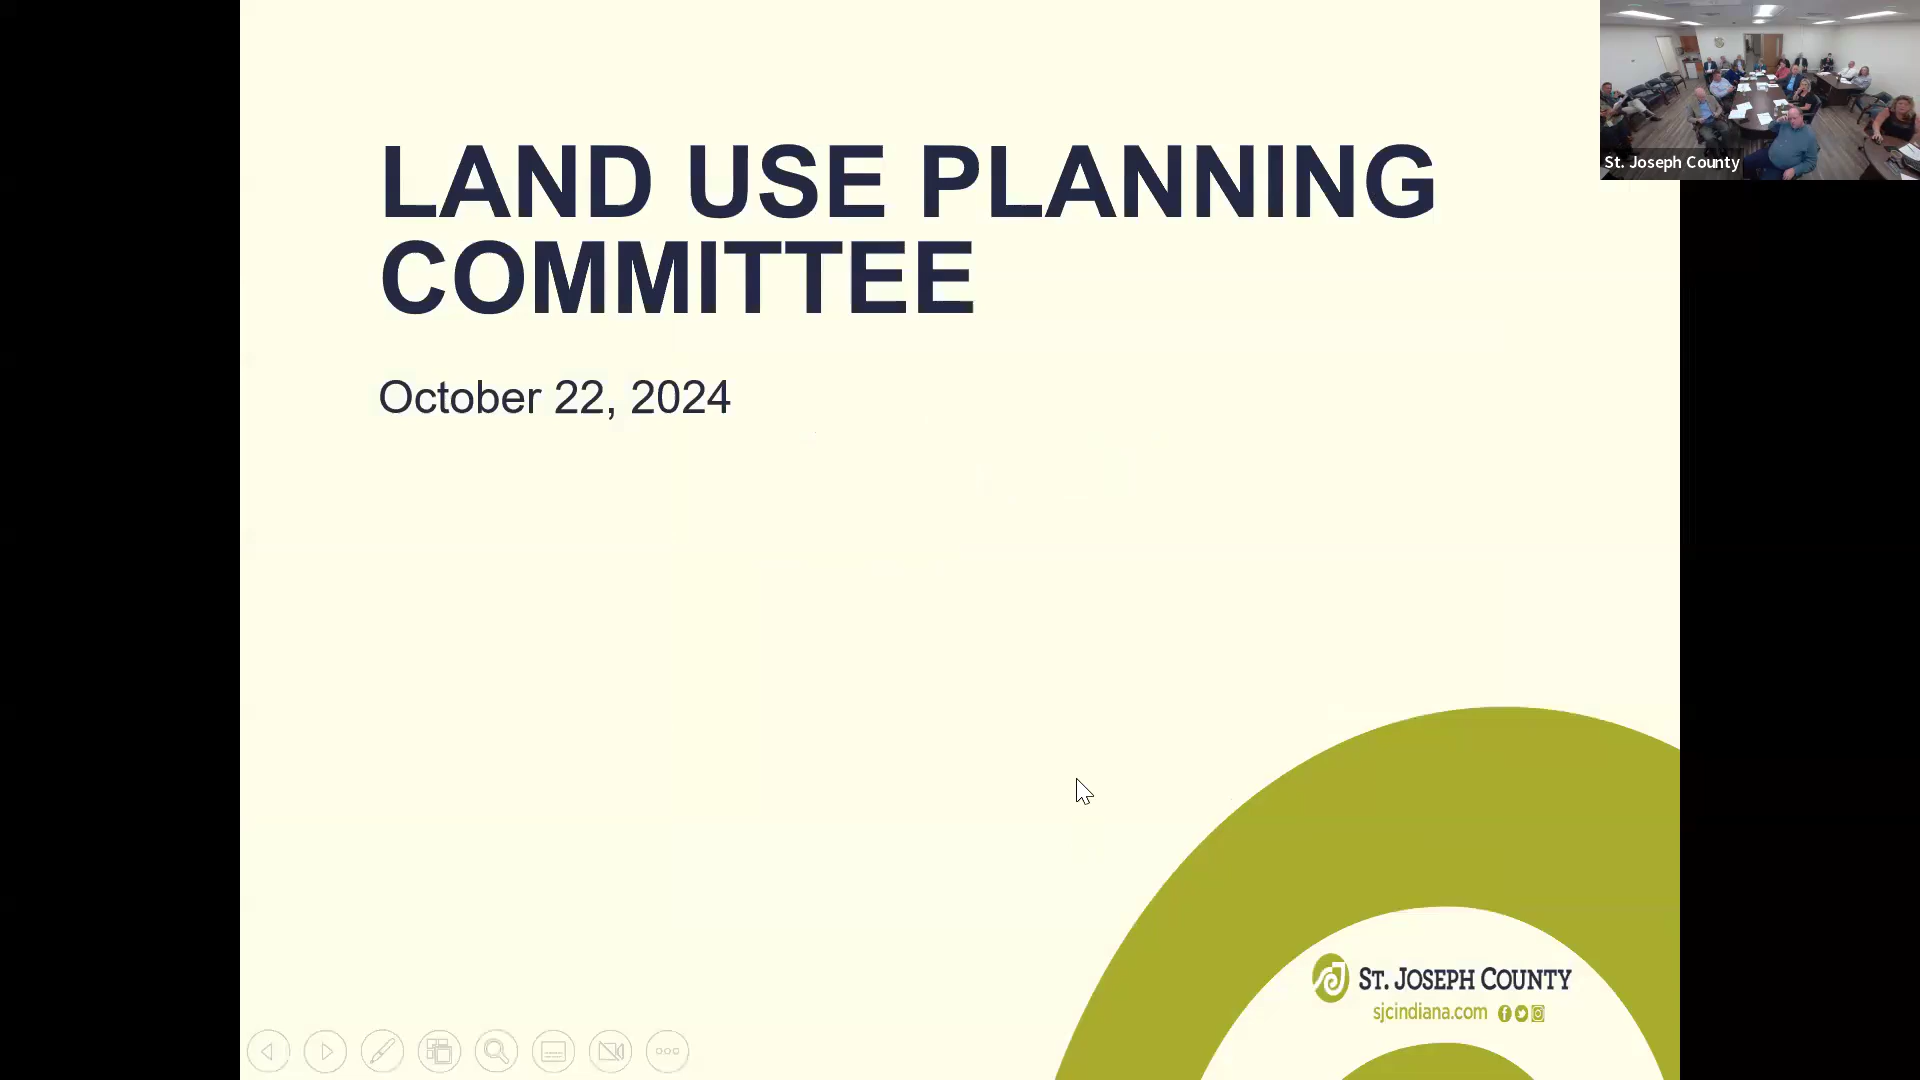 LAND USE PLANNING
COMMITTEE
October 22, 2024
St. Joseph County
ST. JOSEPH COUNTY
sjcindiana.com